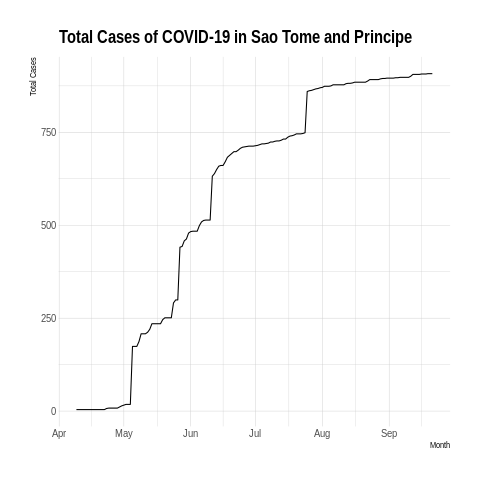 Total Cases of COVID-19 in Sao Tome and Principe
Total Cases
750
500
250
0
Apr May Jun Jul Aug Sep
Month